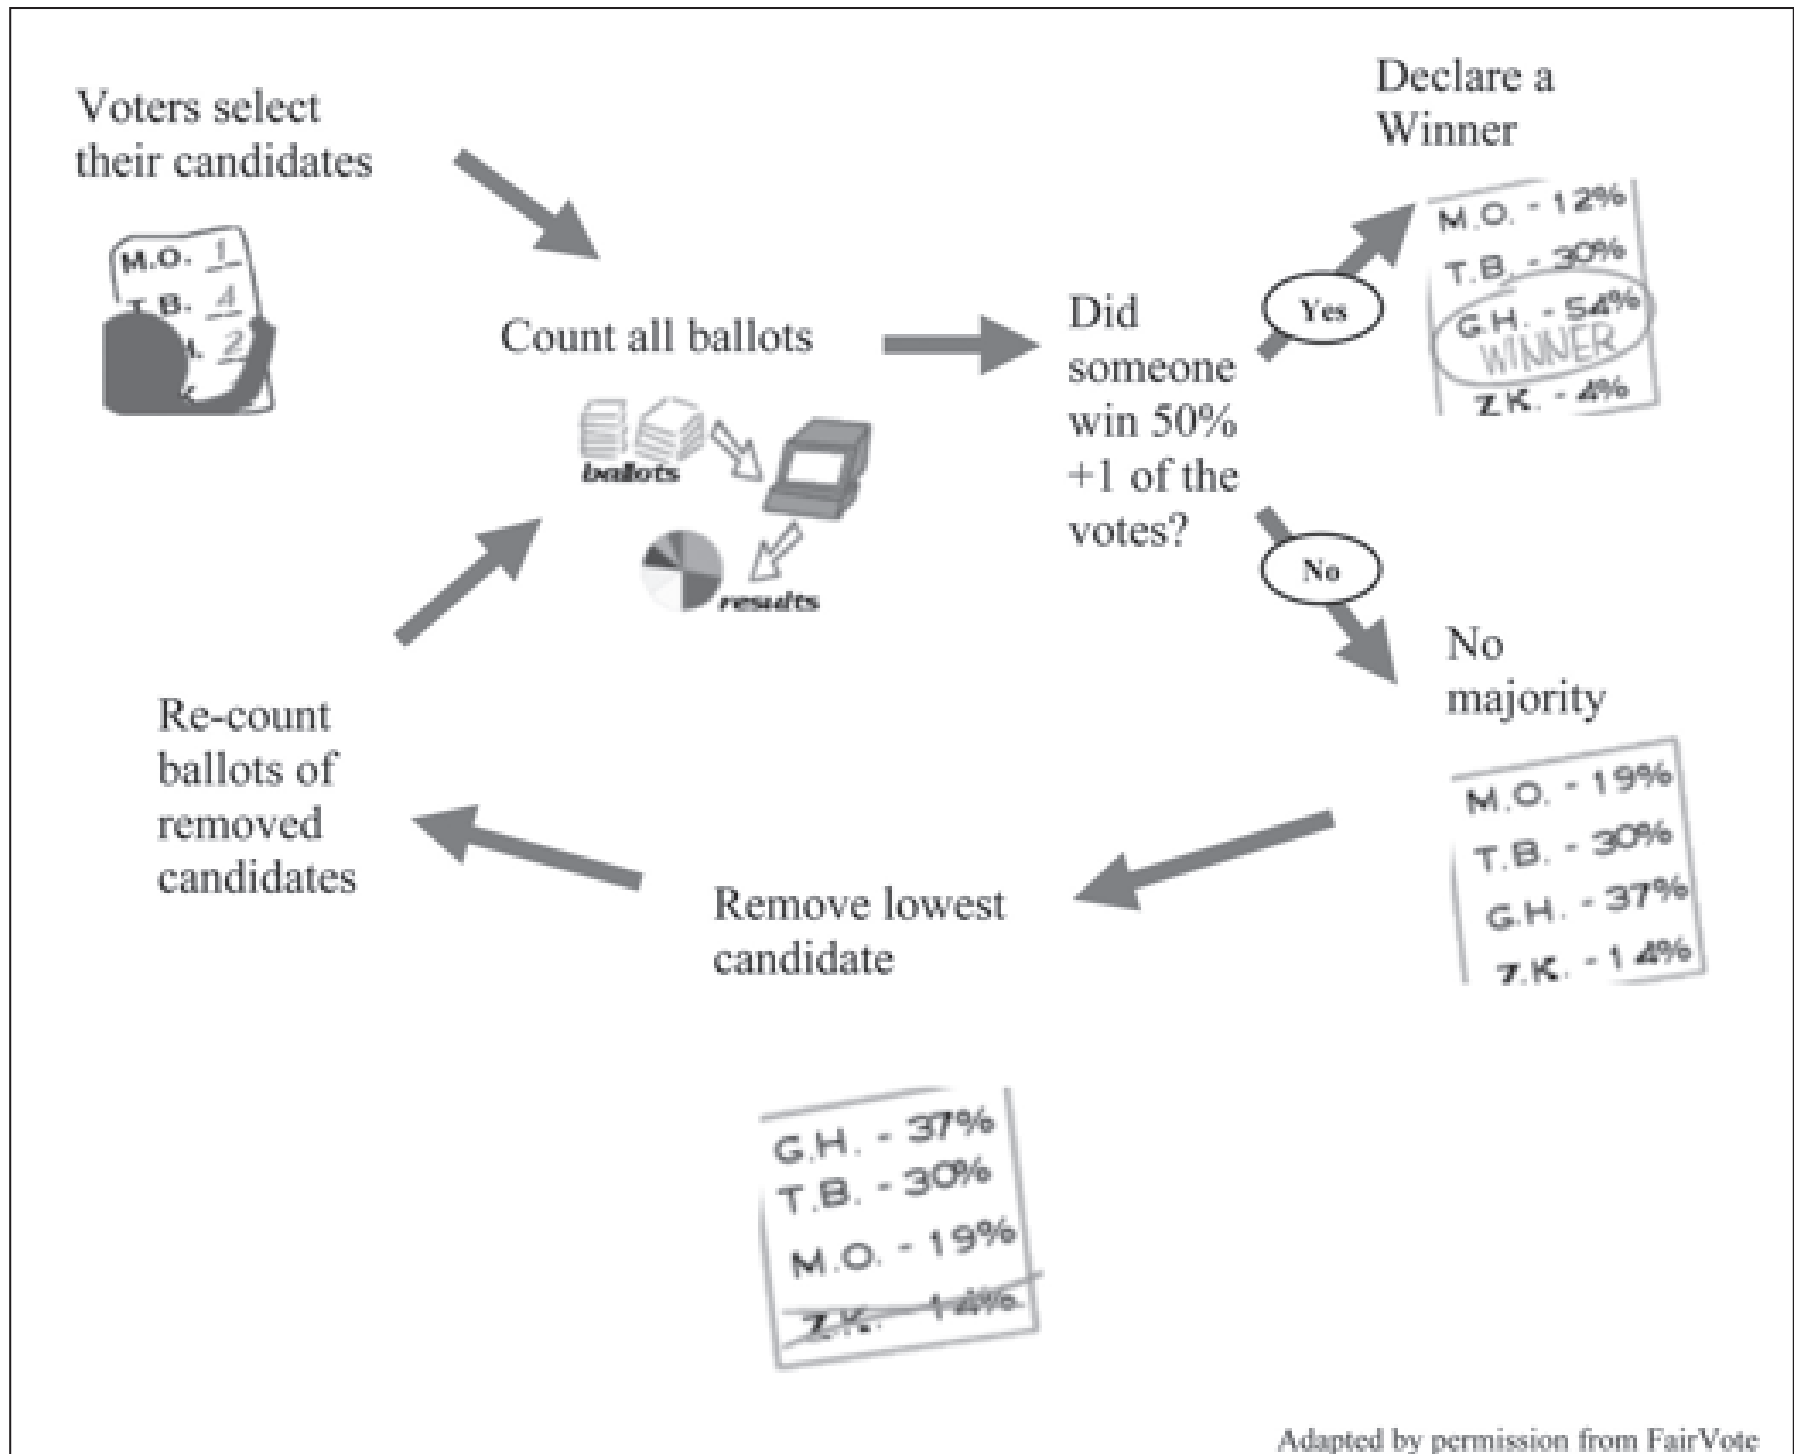 Voters select
their candidates
M.O. 1
T.B. 4
2
Count all ballots
ballots
results
Did
someone
win 50%
+1 of the
votes?
Yes
Declare a
Winner
M.O. - 12%
T.B. - 30%
G.H. - 54%
WINNER
Z.K. - 4%
No
No
majority
M.O. - 19%
T.B. - 30%
G.H. - 37%
Z.K. - 14%
Remove lowest
candidate
G.H. - 37%
T.B. - 30%
M.O. - 19%
Z.K. - 14%
Re-count
ballots of
removed
candidates
Adapted by permission from FairVote